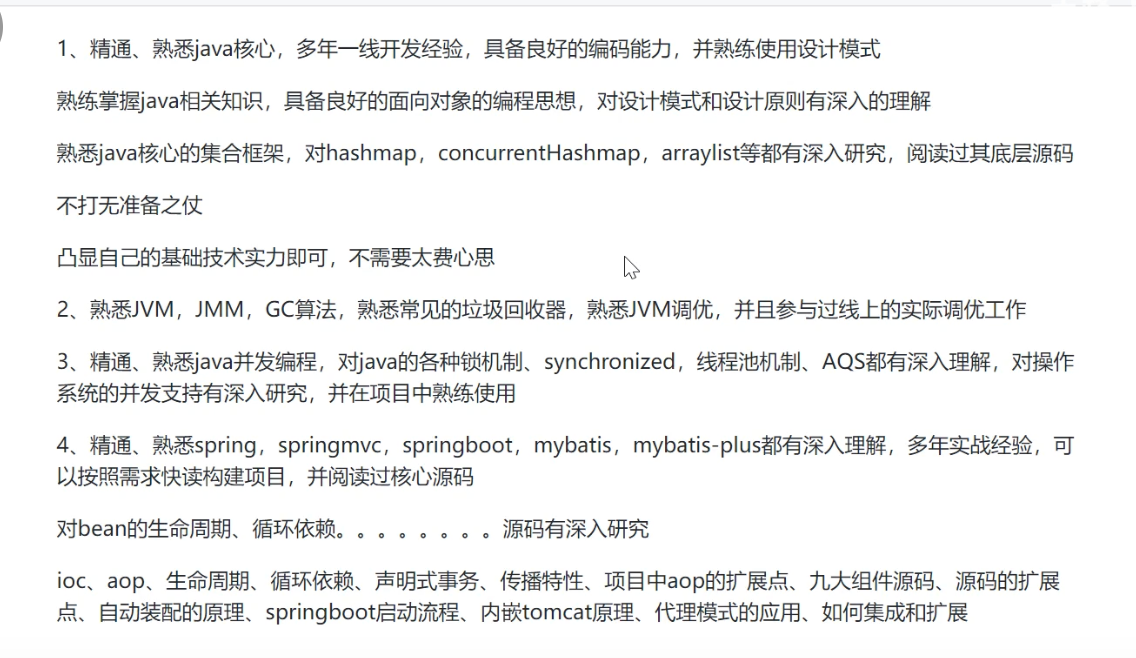 1、精通、熟悉java核心，多年一线开发经验，具备良好的编码能力，并熟练使用设计模式
熟练掌握java相关知识，具备良好的面向对象的编程思想，对设计模式和设计原则有深入的理解
熟悉java核心的集合框架，对hashmap，concurrentHashmap，arraylist等都有深入研究，阅读过其底层源码
不打无准备之仗
凸显自己的基础技术实力即可，不需要太费心思
2、熟悉JVM，JMM，GC算法，熟悉常见的垃圾回收器，熟悉JVM调优，并且参与过线上的实际调优工作
3、精通、熟悉java并发编程，对java的各种锁机制、synchronized，线程池机制、AQS都有深入理解，对操作
系统的并发支持有深入研究，并在项目中熟练使用
4、精通、熟悉spring，springmvc，springboot，mybatis，mybatis-plus都有深入理解，多年实战经验，可
以按照需求快读构建项目，并阅读过核心源码
对bean的生命周期、循环依赖。。。。。。。。源码有深入研究
ioc、aop、生命周期、循环依赖、声明式事务、传播特性、项目中aop的扩展点、九大组件源码、源码的扩展
点、自动装配的原理、springboot启动流程、内嵌tomcat原理、代理模式的应用、如何集成和扩展